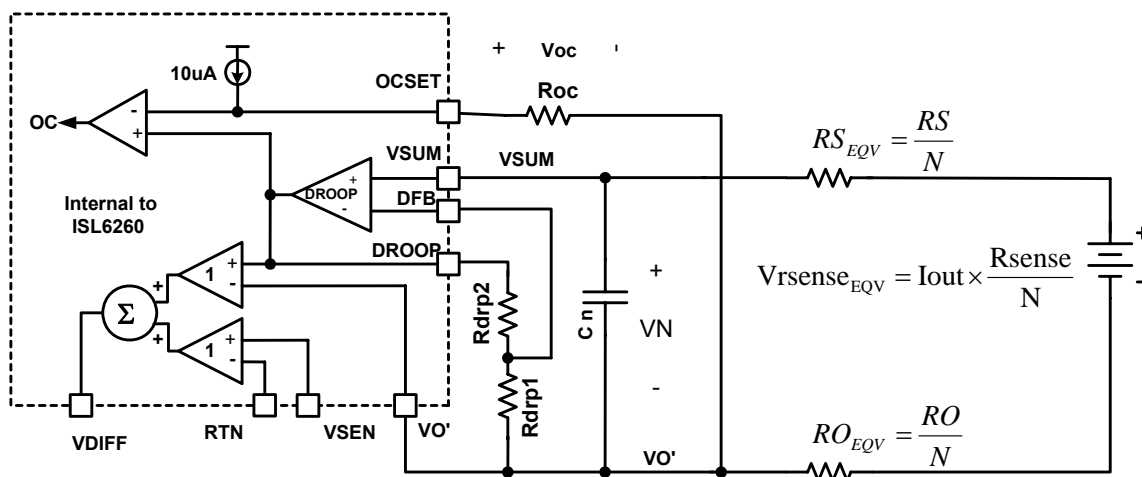 + Voc '
10uA
OCSET
Roc
OC
-
+
VSUM
VSUM
RS_EQV = RS/N
DROOP
+
-
DFB
Internal to
ISL6260
DROOP
1
+
-
+
Σ
+
1
+
-
Rdrp2
Rdrp1
Cn
+
VN
-
Vrsense_EQV = Iout × Rsense/N
+
-
VDIFF
RTN
VSEN
VO'
VO'
RO_EQV = RO/N